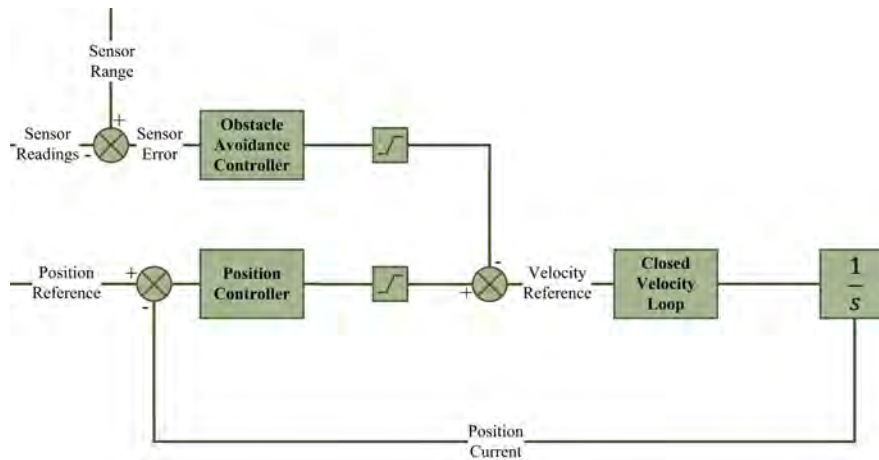 Sensor
Range
+
Sensor
Readings
-
Sensor
Error
Obstacle
Avoidance
Controller
-
Position
Reference
+
-
Position
Controller
+
Velocity
Reference
Closed
Velocity
Loop
1
s
Position
Current